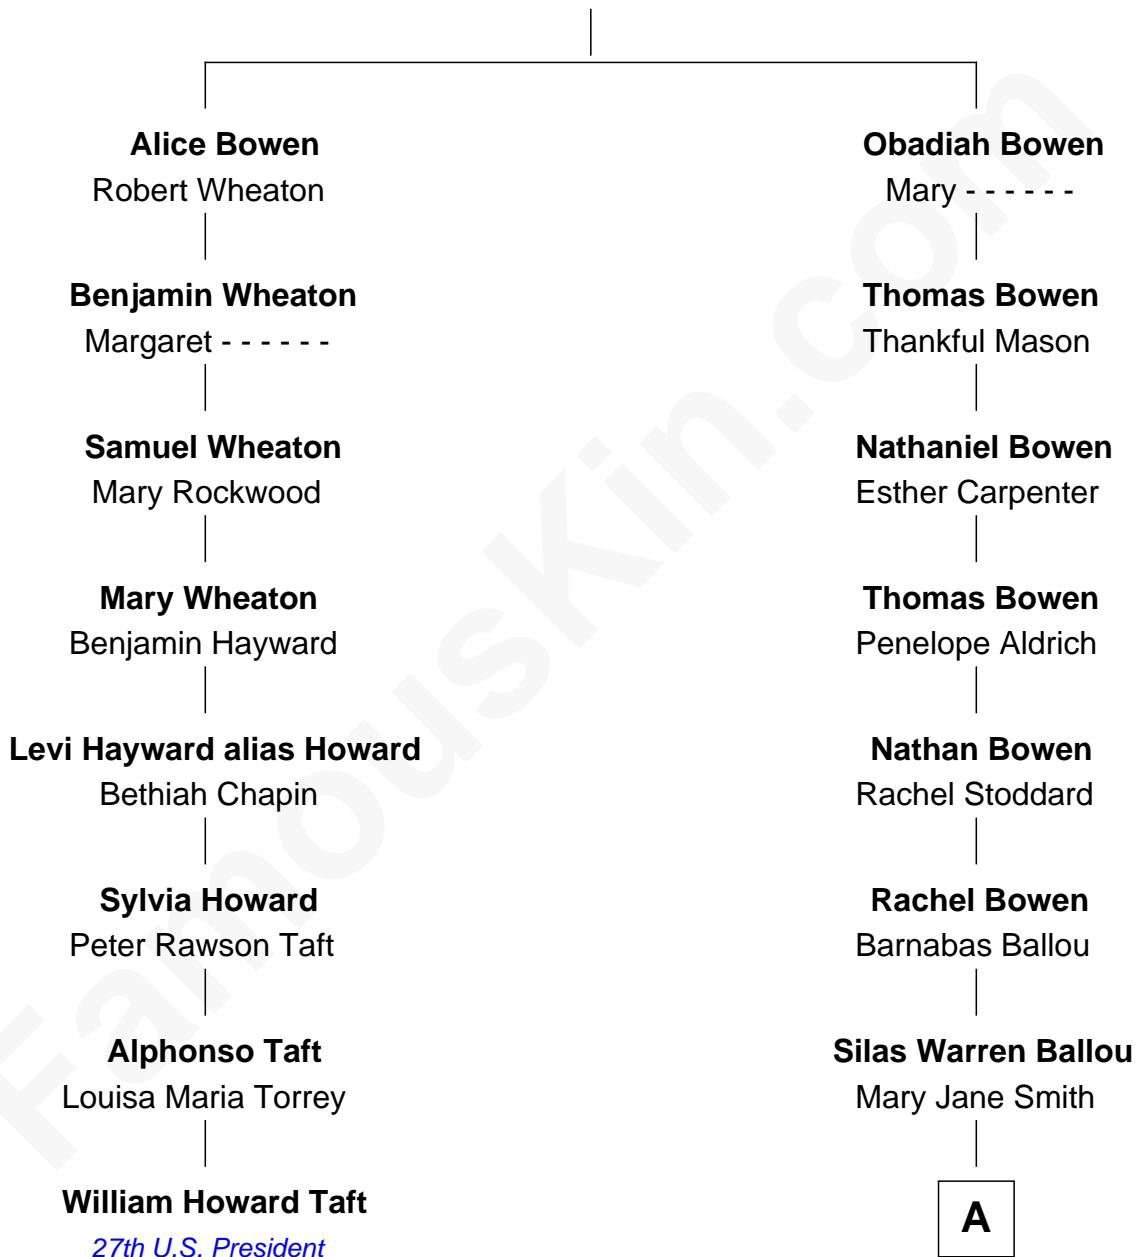 Alice Bowen
Robert Wheaton
Obadiah Bowen
Mary - - - - - -
Benjamin Wheaton
Margaret - - - - - -
Thomas Bowen
Thankful Mason
Samuel Wheaton
Mary Rockwood
Nathaniel Bowen
Esther Carpenter
Mary Wheaton
Benjamin Hayward
Thomas Bowen
Penelope Aldrich
Levi Hayward alias Howard
Bethiah Chapin
Nathan Bowen
Rachel Stoddard
Sylvia Howard
Peter Rawson Taft
Rachel Bowen
Barnabas Ballou
Alphonso Taft
Louisa Maria Torrey
Silas Warren Ballou
Mary Jane Smith
William Howard Taft
27th U.S. President
A
FamousKin.com